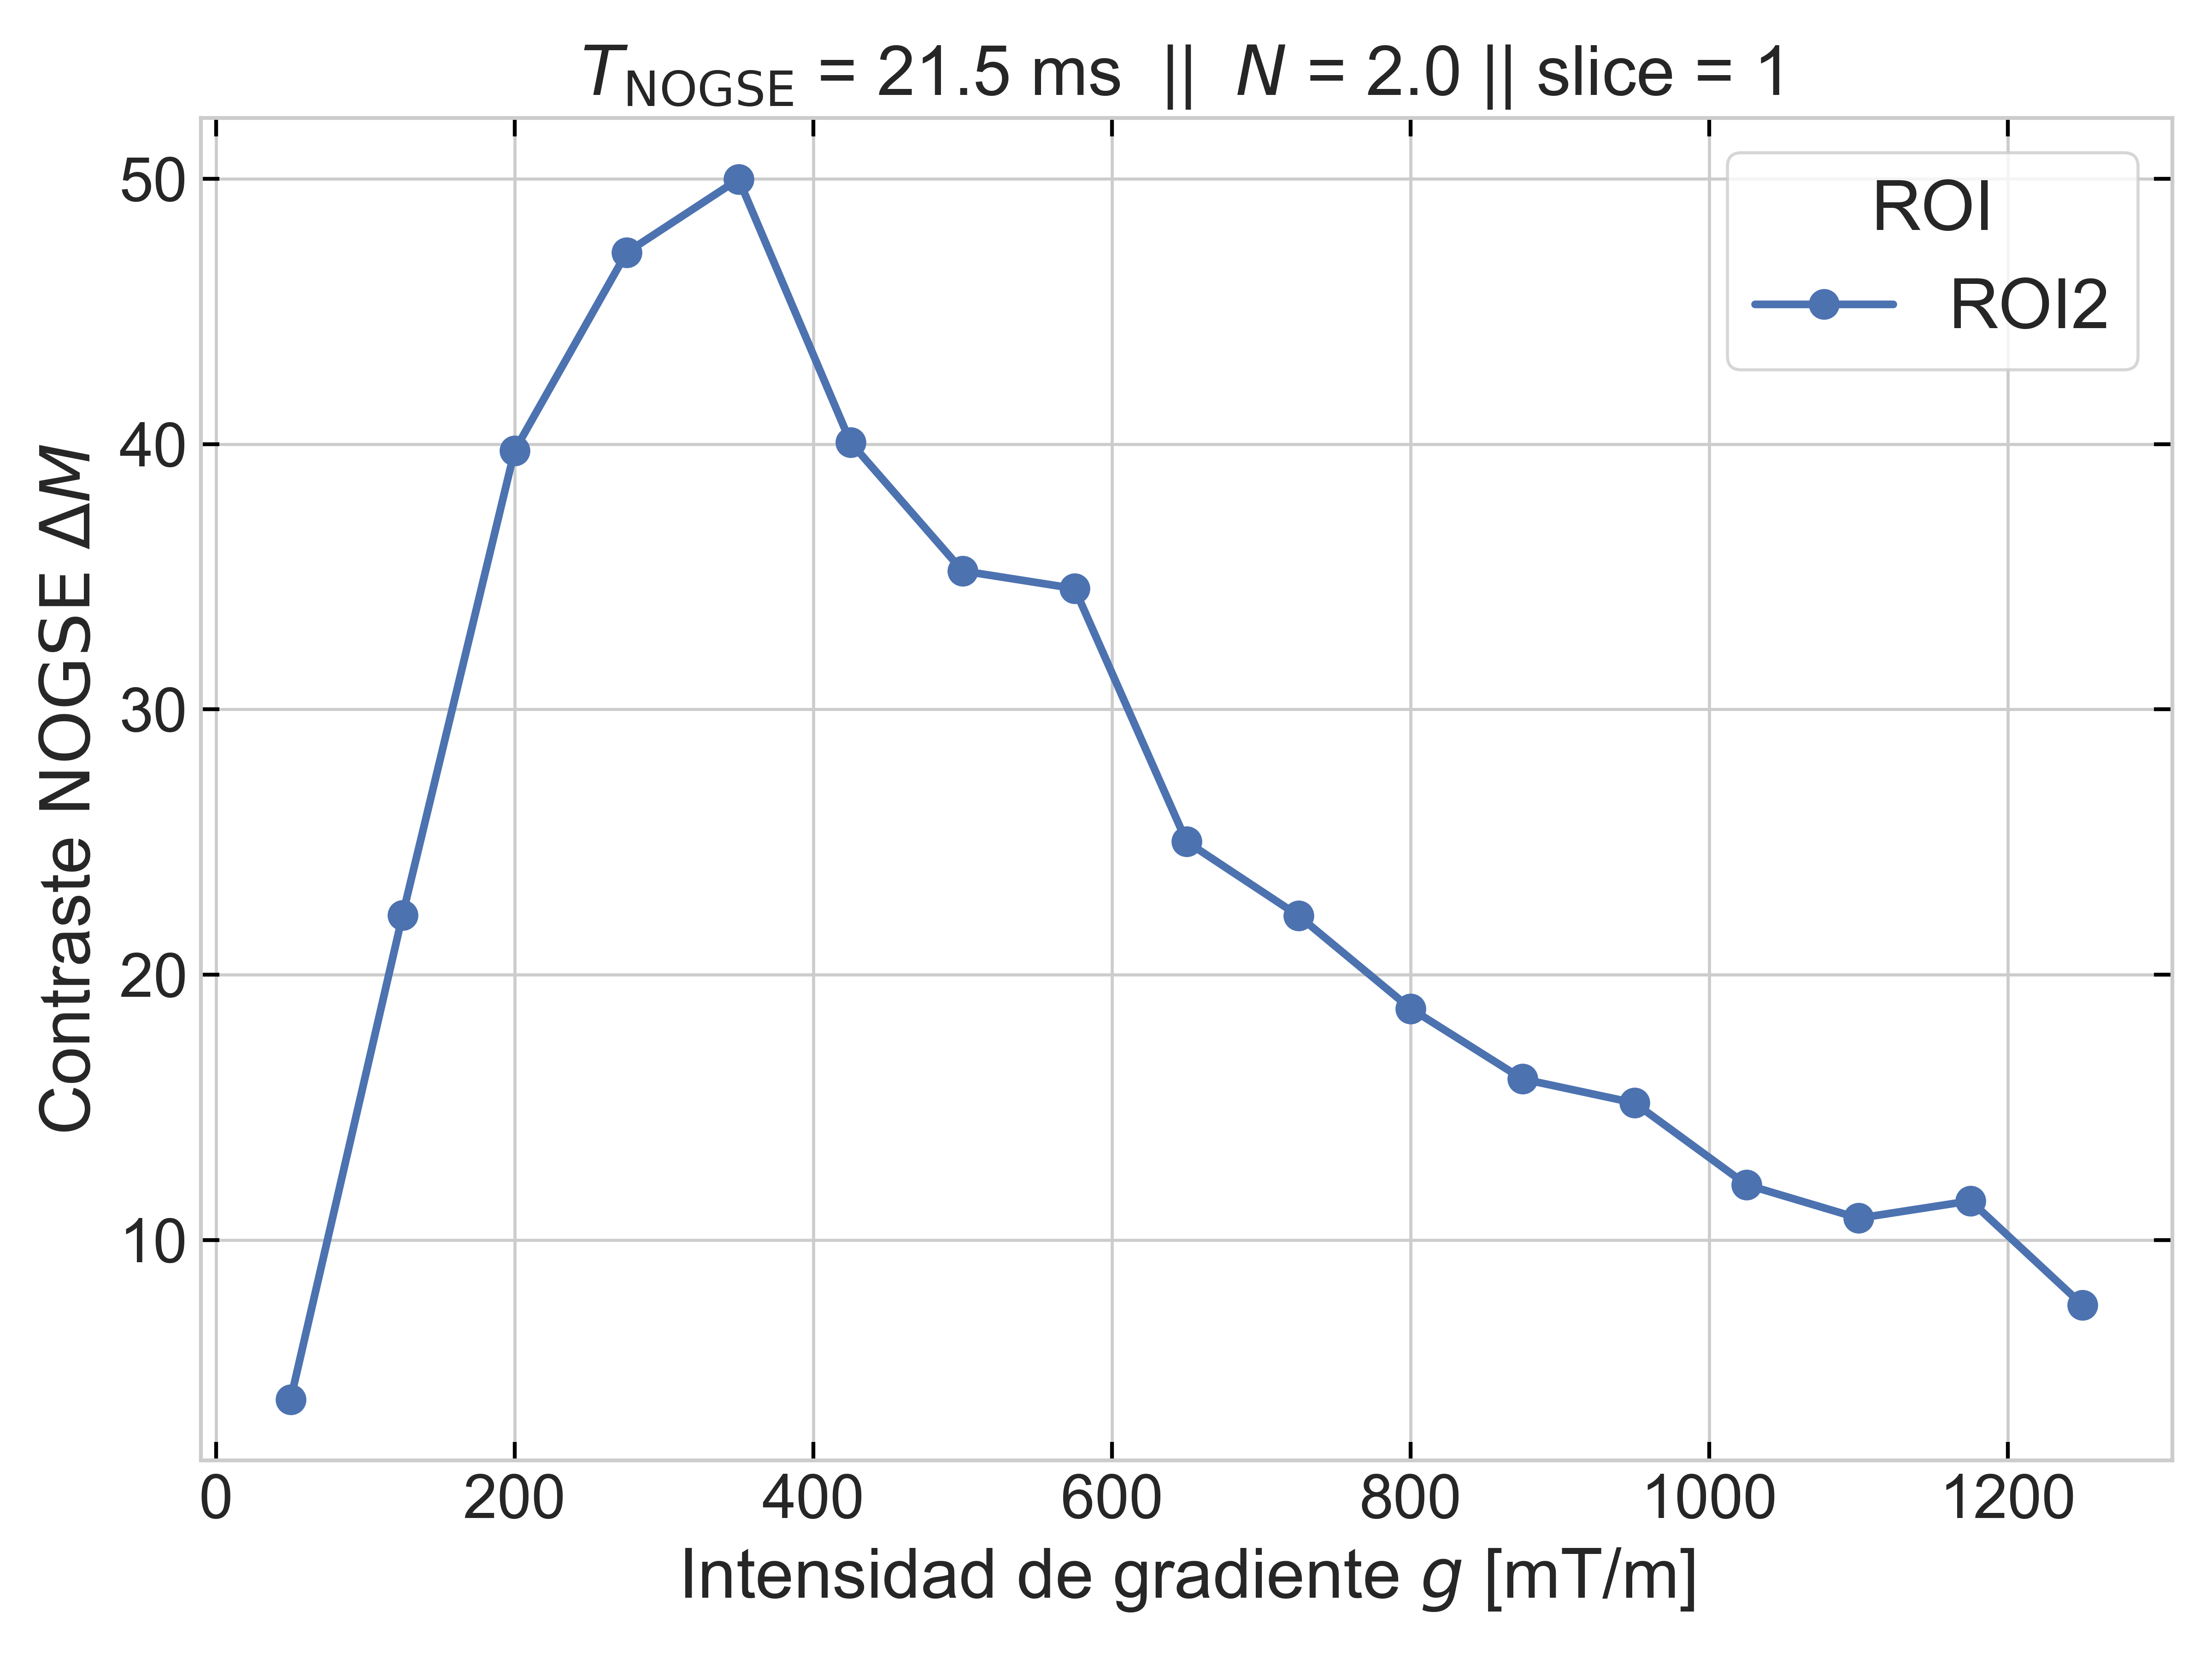 T_NOGSE = 21.5 ms || N = 2.0 || slice = 1
ROI
ROI2
Contraste NOGSE ΔM
50
40
30
20
10
0 200 400 600 800 1000 1200
Intensidad de gradiente g [mT/m]